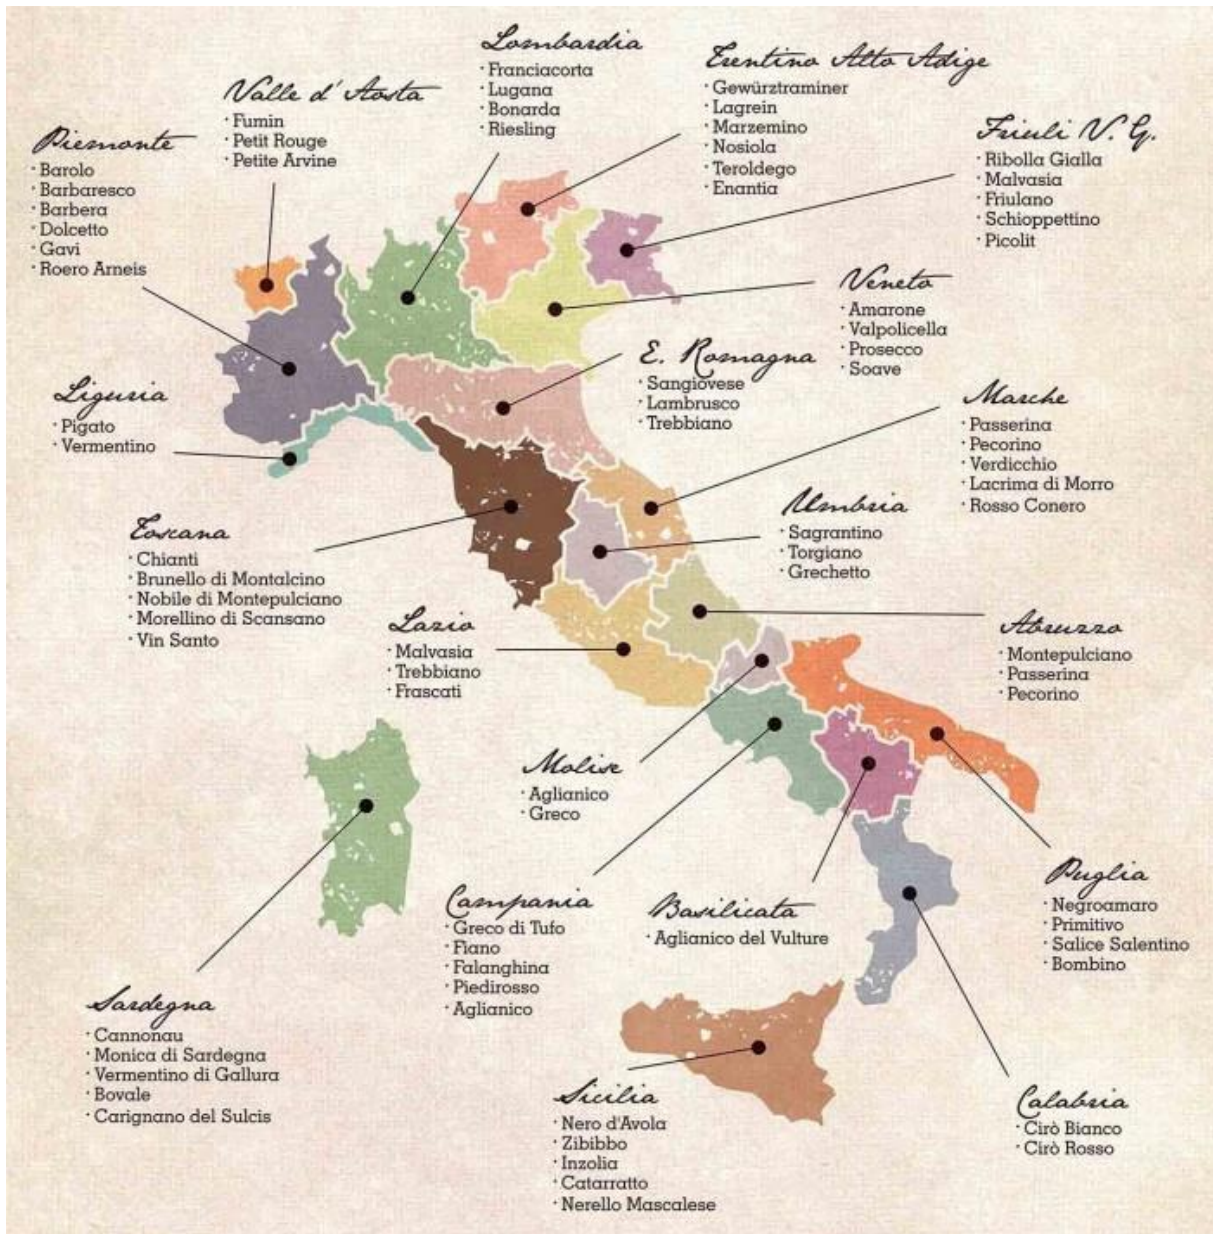 Lombardia
· Franciacorta
· Lugana
· Bonarda
· Riesling
Trentino Alto Adige
· Gewürztraminer
· Lagrein
· Marzemino
· Nosiola
· Teroldego
· Enantia
Valle d'Aosta
· Fumin
· Petit Rouge
· Petite Arvine
Friuli V. G.
· Ribolla Gialla
· Malvasia
· Friulano
· Schioppettino
· Picolit
Piemonte
· Barolo
· Barbaresco
· Barbera
· Dolcetto
· Gavi
· Roero Arneis
Veneto
· Amarone
· Valpolicella
· Prosecco
· Soave
E. Romagna
· Sangiovese
· Lambrusco
· Trebbiano
Liguria
· Pigato
· Vermentino
Marche
· Passerina
· Pecorino
· Verdicchio
· Lacrima di Morro
· Rosso Conero
Umbria
· Sagrantino
· Torgiano
· Grechetto
Toscana
· Chianti
· Brunello di Montalcino
· Nobile di Montepulciano
· Morellino di Scansano
· Vin Santo
Lazio
· Malvasia
· Trebbiano
· Frascati
Abruzzo
· Montepulciano
· Passerina
· Pecorino
Molise
· Aglianico
· Greco
Campania
· Greco di Tufo
· Fiano
· Falanghina
· Piedirosso
· Aglianico
Basilicata
· Aglianico del Vulture
Puglia
· Negroamaro
· Primitivo
· Salice Salentino
· Bombino
Sardegna
· Cannonau
· Monica di Sardegna
· Vermentino di Gallura
· Bovale
· Carignano del Sulcis
Sicilia
· Nero d'Avola
· Zibibbo
· Inzolia
· Catarratto
· Nerello Mascalese
Calabria
· Cirò Bianco
· Cirò Rosso